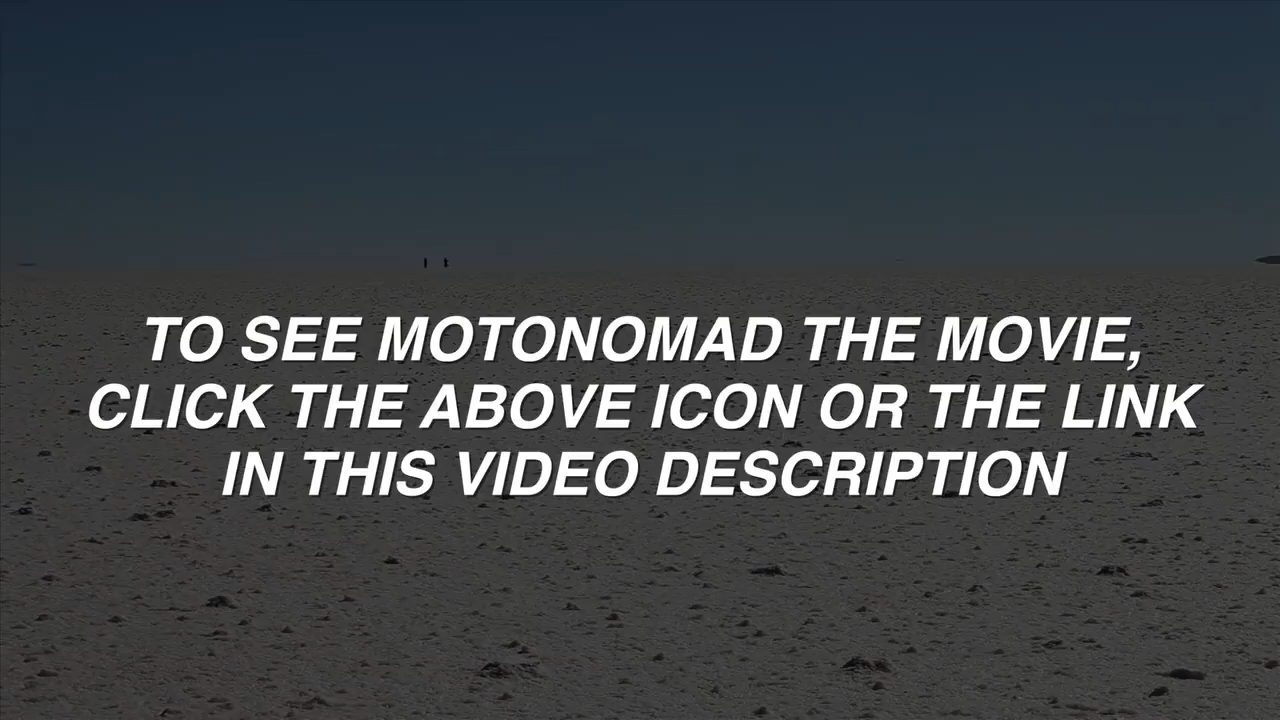 TO SEE MOTONOMAD THE MOVIE,
CLICK THE ABOVE ICON OR THE LINK
IN THIS VIDEO DESCRIPTION